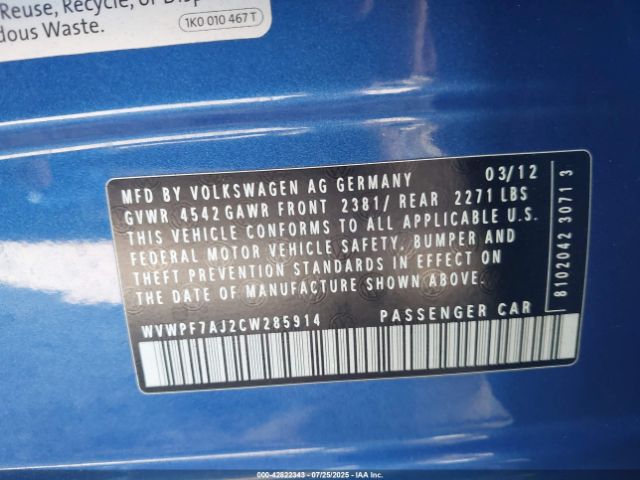 Reuse, Recycle, or Disp
dous Waste.
1K0 010 467 T
03/12
MFD BY VOLKSWAGEN AG GERMANY
GVWR 4542 GAWR FRONT 2381/ REAR 2271 LBS
THIS VEHICLE CONFORMS TO ALL APPLICABLE U.S.
FEDERAL MOTOR VEHICLE SAFETY, BUMPER AND
THEFT PREVENTION STANDARDS IN EFFECT ON
THE DATE OF MANUFACTURE SHOWN ABOVE.
WVWPF7AJ2CW285914 PASSENGER CAR
8102042 3071 3
000-42822343 - 07/25/2025 - IAA Inc.